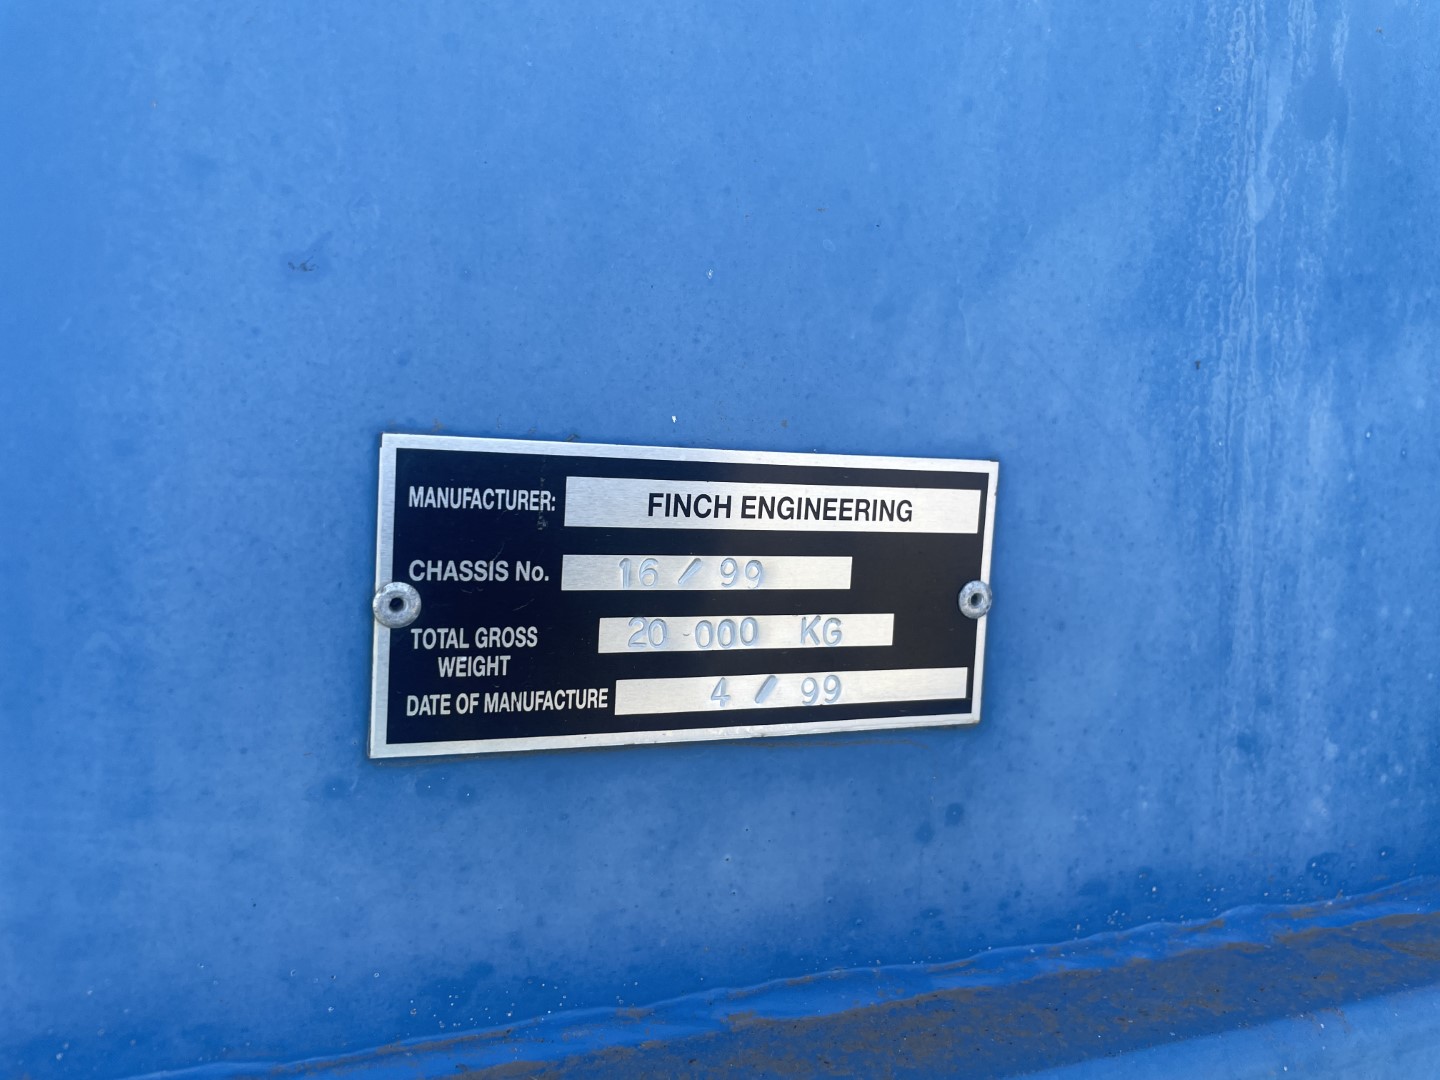 MANUFACTURER: FINCH ENGINEERING
CHASSIS No. 16 / 99
TOTAL GROSS WEIGHT 20 000 KG
DATE OF MANUFACTURE 4 / 99